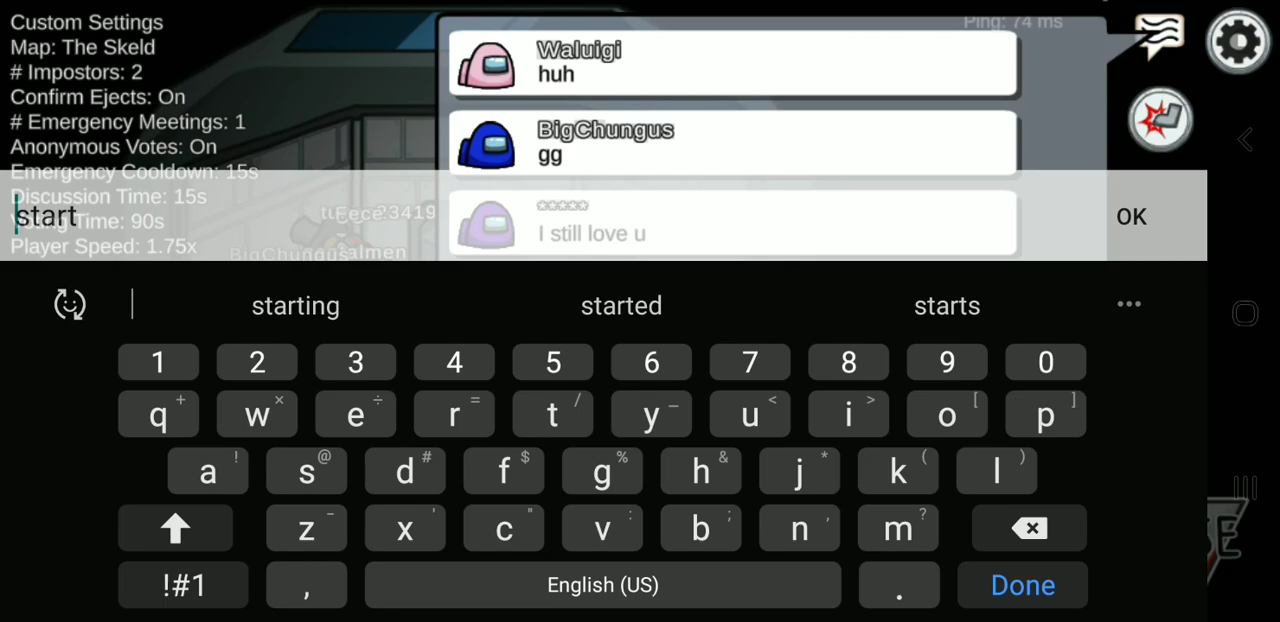 Custom Settings
Map: The Skeld
# Impostors: 2
Confirm Ejects: On
# Emergency Meetings: 1
Anonymous Votes: On
Emergency Cooldown: 15s
Discussion Time: 15s
Voting Time: 90s
Player Speed: 1.75x
Ping: 74 ms
Waluigi
huh
BigChungus
gg
*****
I still love u
BigChungus
start
OK
starting started starts
1 2 3 4 5 6 7 8 9 0
q + w × e ÷ r = t / y _ u < i > o [ p ]
a ! s @ d # f $ g % h & j * k ( l )
z - x ' c " v : b ; n , m ?
!#1 , English (US) . Done